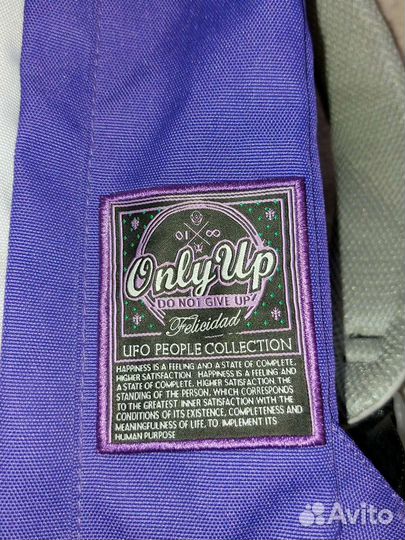 01 ∞
Only Up
DO NOT GIVE UP
Felicidad
UFO PEOPLE COLLECTION
HAPPINESS IS A FEELING AND A STATE OF COMPLETE,
HIGHER SATISFACTION HAPPINESS IS A FEELING AND
A STATE OF COMPLETE, HIGHER SATISFACTION THE
STANDING OF THE PERSON, WHICH CORRESPONDS
TO THE GREATEST INNER SATISFACTION WITH THE
CONDITIONS OF ITS EXISTENCE, COMPLETENESS AND
MEANINGFULNESS OF LIFE, TO IMPLEMENT ITS
HUMAN PURPOSE
Avito